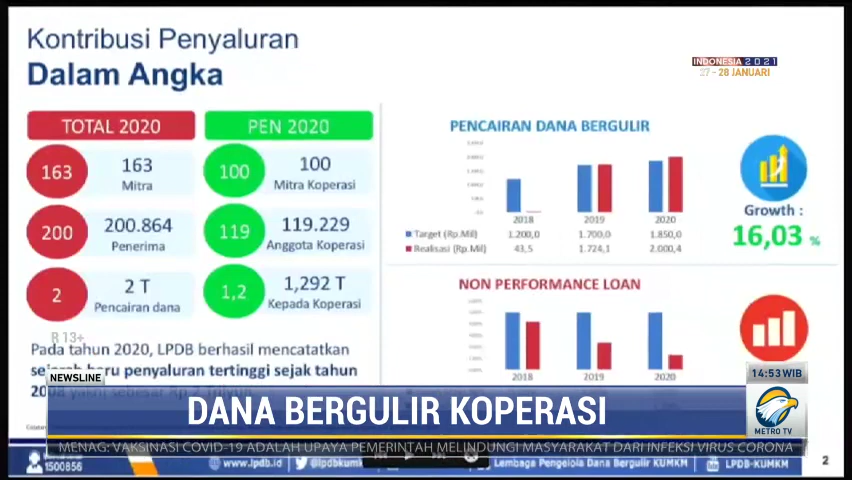 Kontribusi Penyaluran
Dalam Angka
INDONESIA 2021
27 - 28 JANUARI
TOTAL 2020
PEN 2020
163
163
Mitra
100
100
Mitra Koperasi
200
200.864
Penerima
119
119.229
Anggota Koperasi
2
2 T
Pencairan dana
1,2
1,292 T
Kepada Koperasi
PENCAIRAN DANA BERGULIR
2018 2019 2020
Target (Rp.Mil) 1.200,0 1.700,0 1.850,0
Realisasi (Rp.Mil) 43,5 1.724,1 2.000,4
Growth :
16,03 %
NON PERFORMANCE LOAN
2018 2019 2020
R 13+
Pada tahun 2020, LPDB berhasil mencatatkan
sejarah baru penyaluran tertinggi sejak tahun
NEWSLINE
14:53 WIB
DANA BERGULIR KOPERASI
METRO TV
MENAG: VAKSINASI COVID-19 ADALAH UPAYA PEMERINTAH MELINDUNGI MASYARAKAT DARI INFEKSI VIRUS CORONA
1500856
www.lpdb.id
@lpdbkumkm
Lembaga Pengelola Dana Bergulir KUMKM
LPDB-KUMKM
2